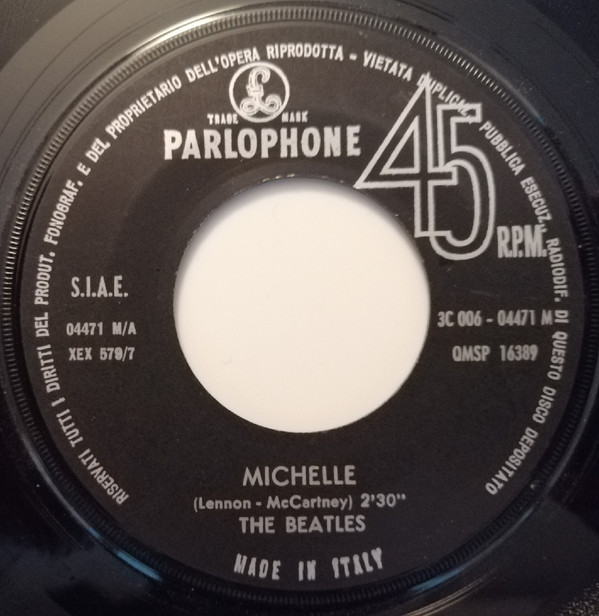 RISERVATI TUTTI I DIRITTI DEL PRODUT. FONOGRAF. E DEL PROPRIETARIO DELL'OPERA RIPRODOTTA - VIETATA DUPLICAZ. PUBBLICA ESECUZ. RADIODIF. DI QUESTO DISCO DEPOSITATO
£
TRADE MARK
PARLOPHONE
45
R.P.M.
S.I.A.E.
04471 M/A
XEX 579/7
3C 006 - 04471 M
QMSP 16389
MICHELLE
(Lennon - McCartney) 2'30"
THE BEATLES
MADE IN ITALY